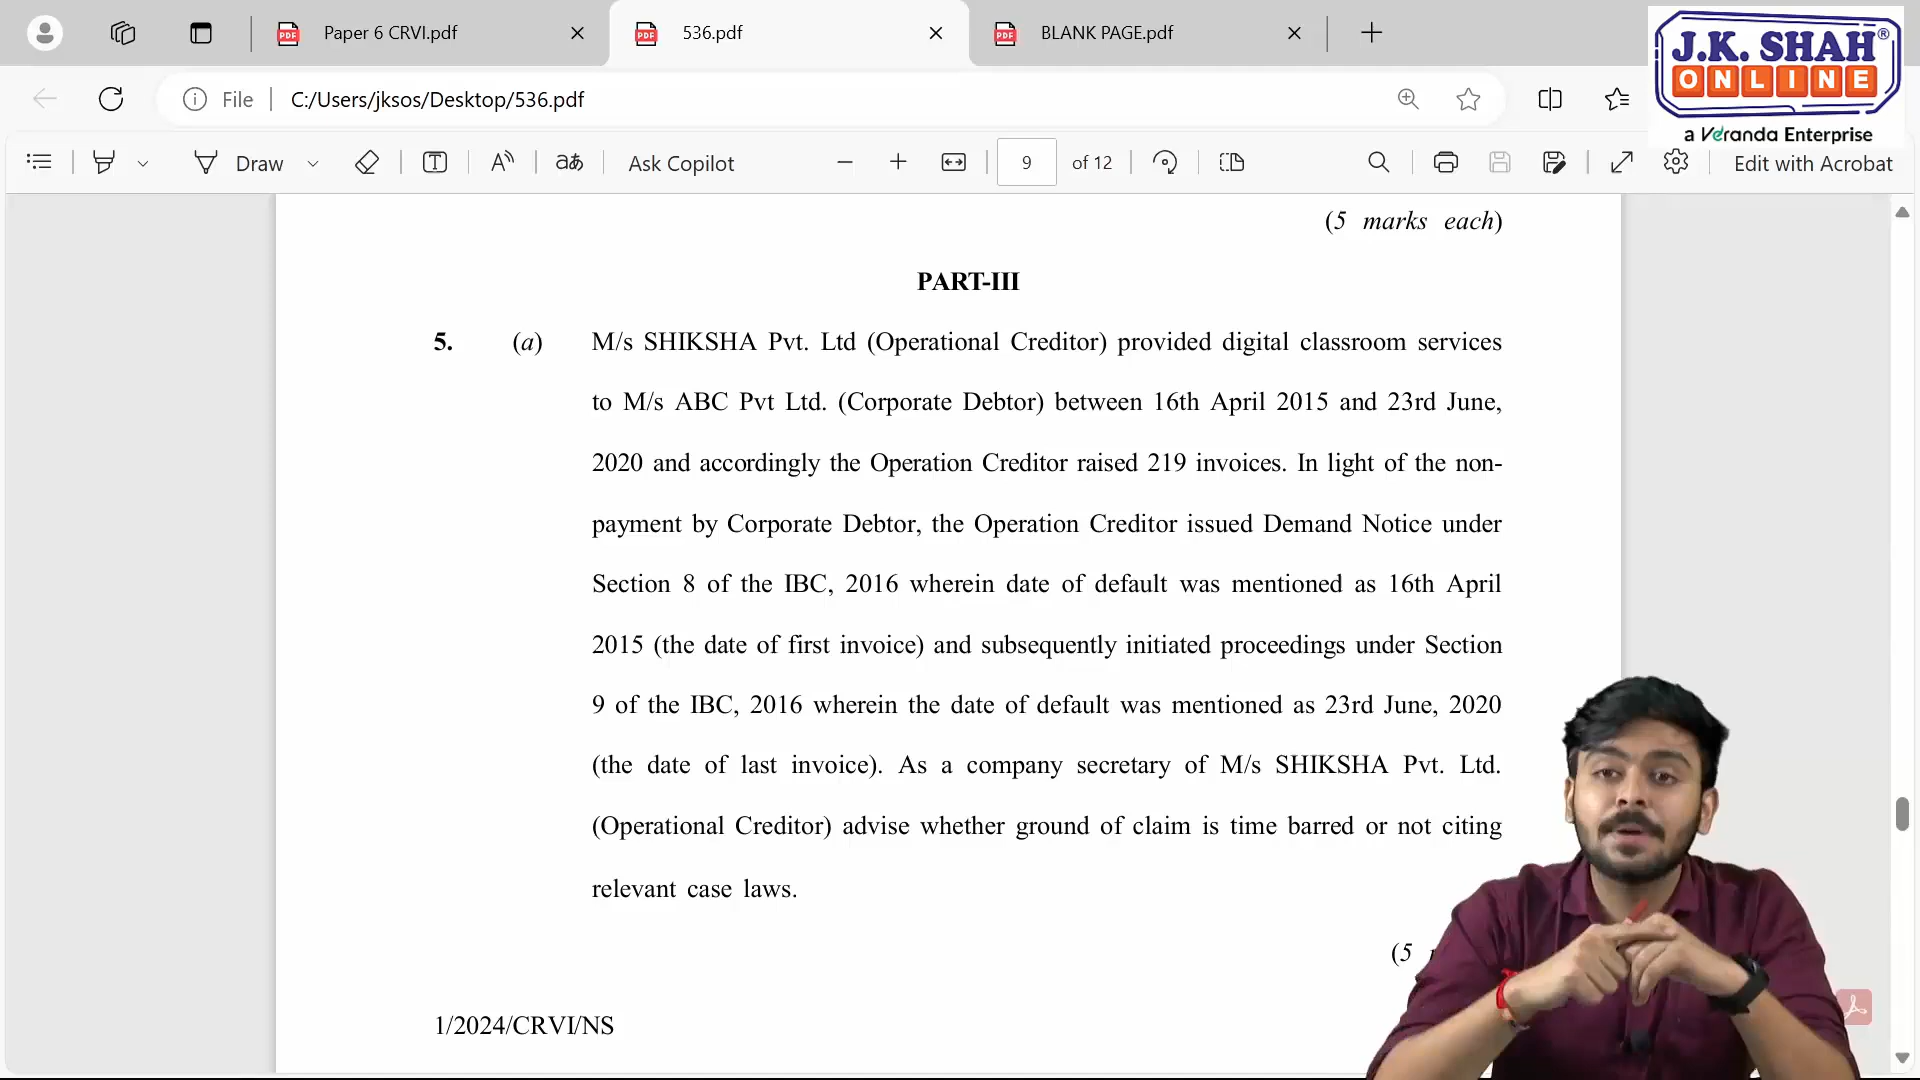 Paper 6 CRVI.pdf
536.pdf
BLANK PAGE.pdf
J.K. SHAH®
ONLINE
a Veranda Enterprise
File
C:/Users/jksos/Desktop/536.pdf
Draw
aあ
Ask Copilot
9
of 12
Edit with Acrobat
(5 marks each)
PART-III
5. (a) M/s SHIKSHA Pvt. Ltd (Operational Creditor) provided digital classroom services
to M/s ABC Pvt Ltd. (Corporate Debtor) between 16th April 2015 and 23rd June,
2020 and accordingly the Operation Creditor raised 219 invoices. In light of the non-
payment by Corporate Debtor, the Operation Creditor issued Demand Notice under
Section 8 of the IBC, 2016 wherein date of default was mentioned as 16th April
2015 (the date of first invoice) and subsequently initiated proceedings under Section
9 of the IBC, 2016 wherein the date of default was mentioned as 23rd June, 2020
(the date of last invoice). As a company secretary of M/s SHIKSHA Pvt. Ltd.
(Operational Creditor) advise whether ground of claim is time barred or not citing
relevant case laws.
(5
1/2024/CRVI/NS